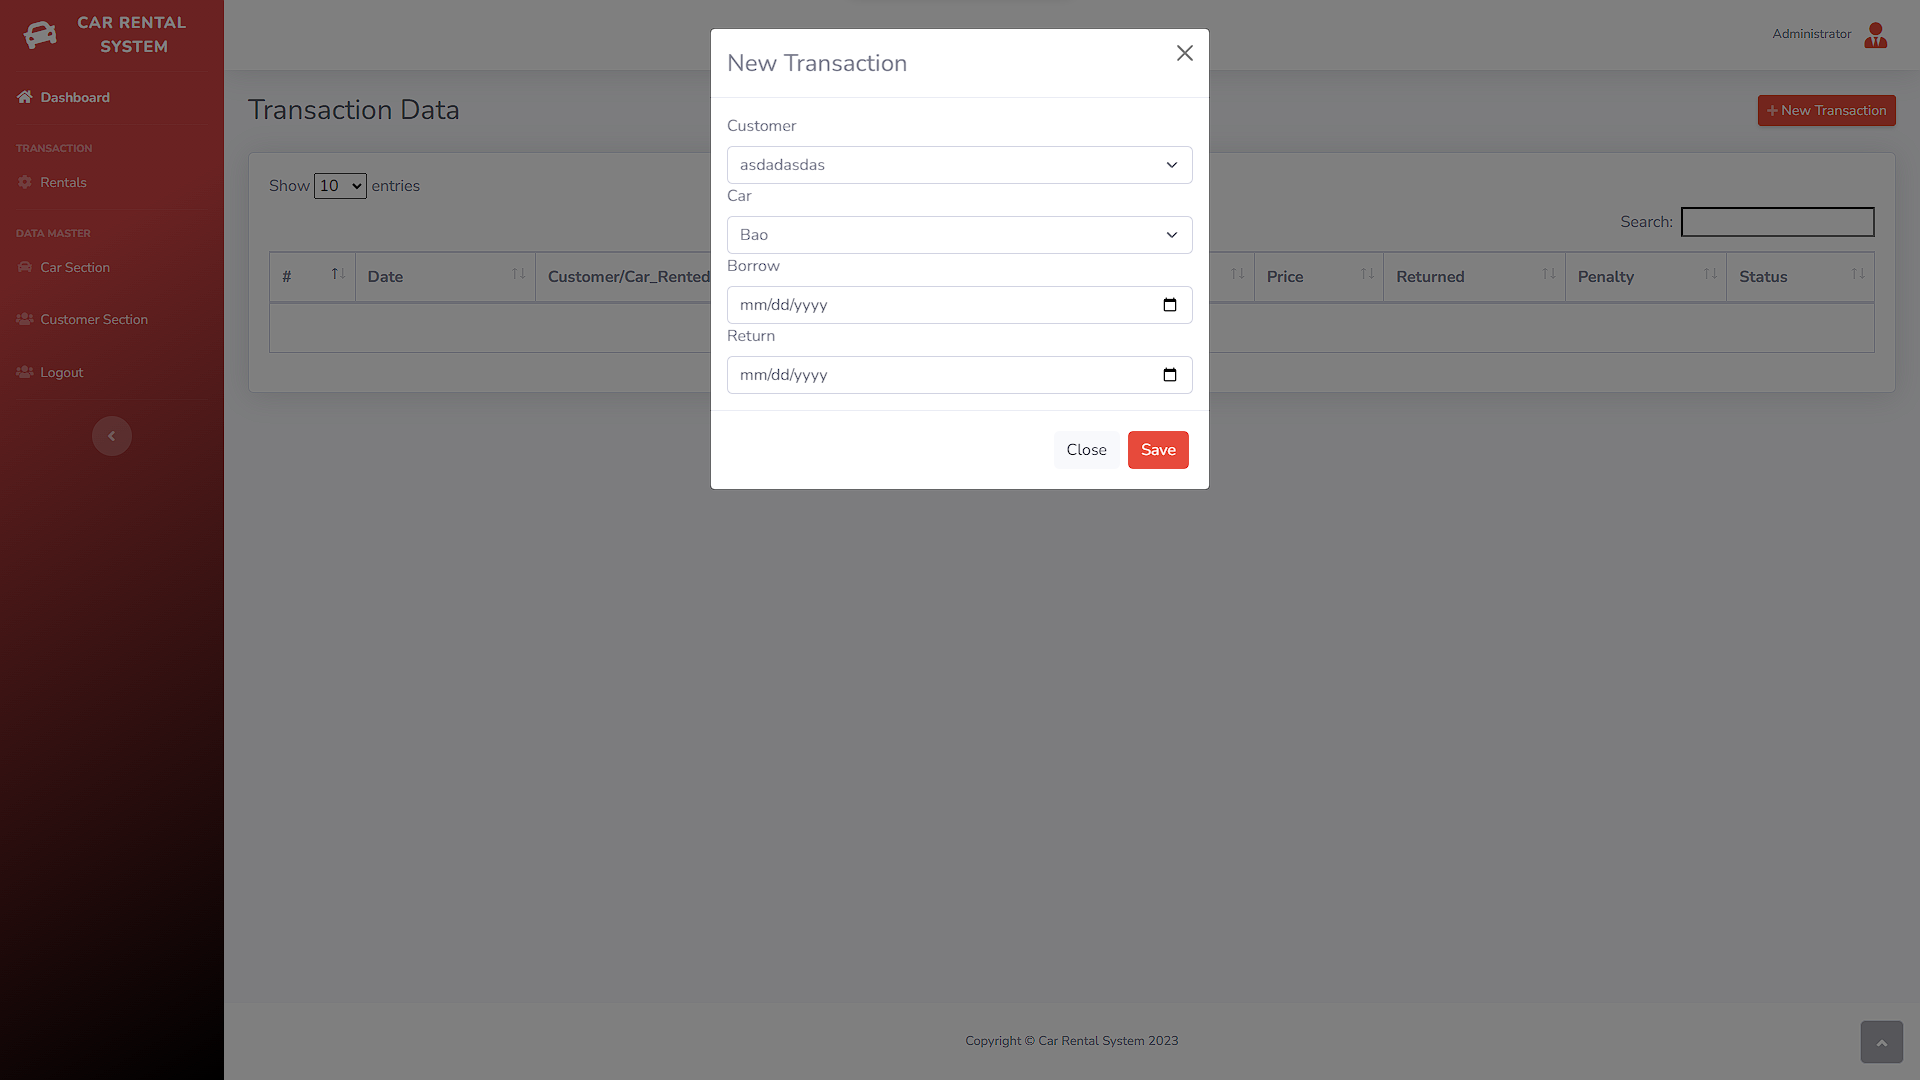 CAR RENTAL
SYSTEM
Administrator
Dashboard
TRANSACTION
Rentals
DATA MASTER
Car Section
Customer Section
Logout
Transaction Data
+ New Transaction
Show 10 entries
Search:
# Date Customer/Car_Rented Price Returned Penalty Status
New Transaction
Customer
asdadasdas
Car
Bao
Borrow
mm/dd/yyyy
Return
mm/dd/yyyy
Close Save
Copyright © Car Rental System 2023